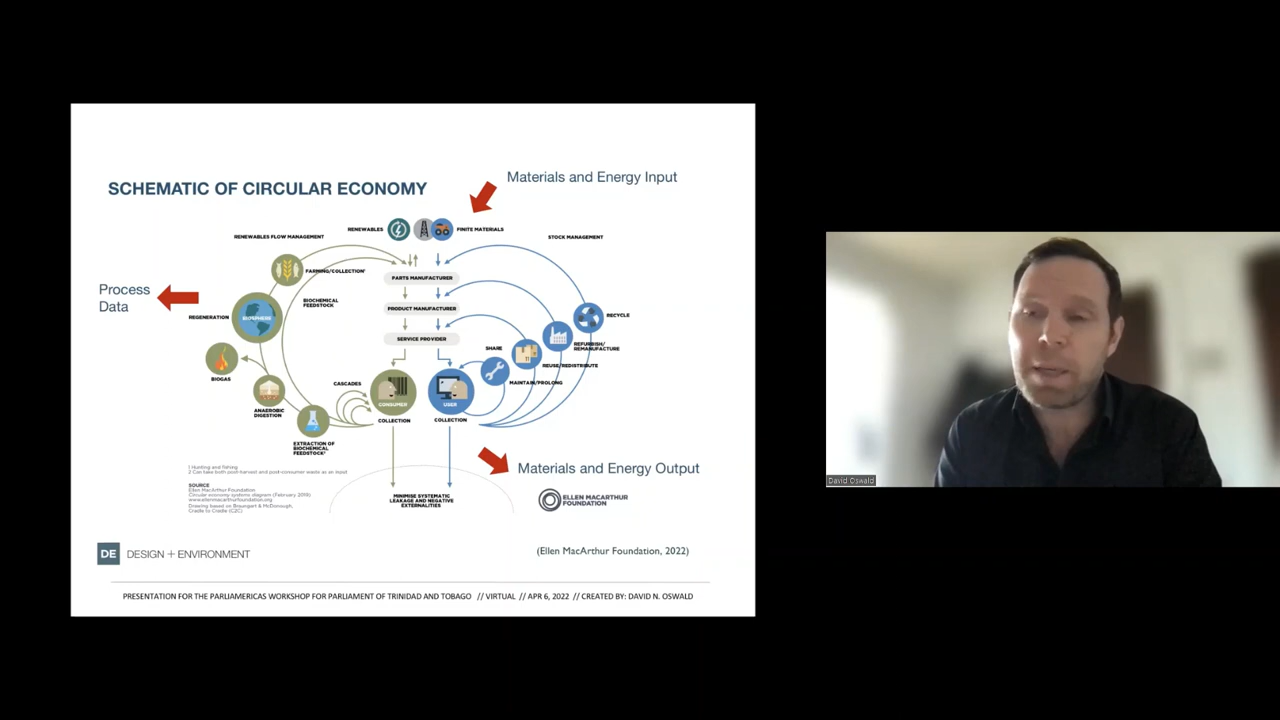 Materials and Energy Input
SCHEMATIC OF CIRCULAR ECONOMY
RENEWABLES
FINITE MATERIALS
RENEWABLES FLOW MANAGEMENT
STOCK MANAGEMENT
FARMING/COLLECTION¹
PARTS MANUFACTURER
Process
Data
BIOCHEMICAL
FEEDSTOCK
PRODUCT MANUFACTURER
REGENERATION
BIOSPHERE
RECYCLE
SERVICE PROVIDER
SHARE
REFURBISH/
REMANUFACTURE
REUSE/REDISTRIBUTE
BIOGAS
CASCADES
MAINTAIN/PROLONG
CONSUMER
USER
ANAEROBIC
DIGESTION
COLLECTION
COLLECTION
EXTRACTION OF
BIOCHEMICAL
FEEDSTOCK²
Materials and Energy Output
1 Hunting and fishing
2 Can take both post-harvest and post-consumer waste as an input
SOURCE
Ellen MacArthur Foundation
Circular economy systems diagram (February 2019)
www.ellenmacarthurfoundation.org
Drawing based on Braungart & McDonough,
Cradle to Cradle (C2C)
MINIMISE SYSTEMATIC
LEAKAGE AND NEGATIVE
EXTERNALITIES
ELLEN MACARTHUR
FOUNDATION
DE DESIGN + ENVIRONMENT
(Ellen MacArthur Foundation, 2022)
PRESENTATION FOR THE PARLIAMERICAS WORKSHOP FOR PARLIAMENT OF TRINIDAD AND TOBAGO // VIRTUAL // APR 6, 2022 // CREATED BY: DAVID N. OSWALD
David Oswald